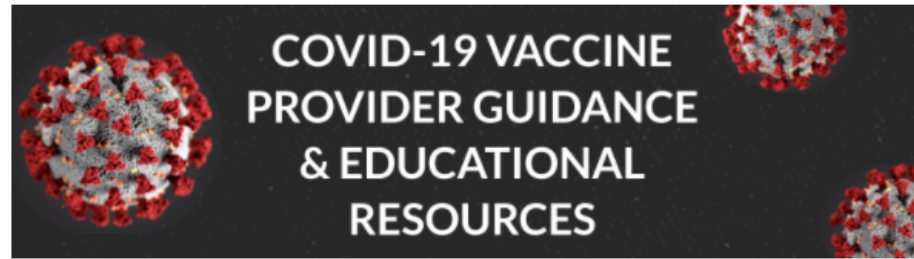 COVID-19 VACCINE
PROVIDER GUIDANCE
& EDUCATIONAL
RESOURCES